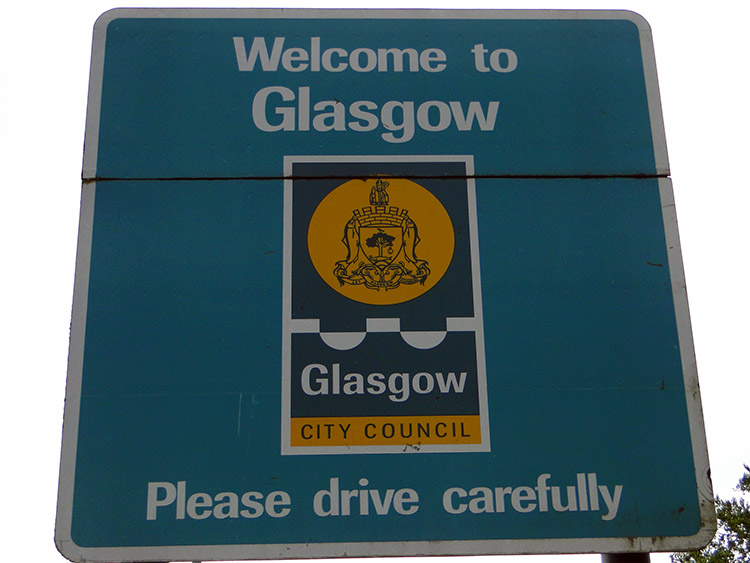 Welcome to
Glasgow
Glasgow
CITY COUNCIL
Please drive carefully